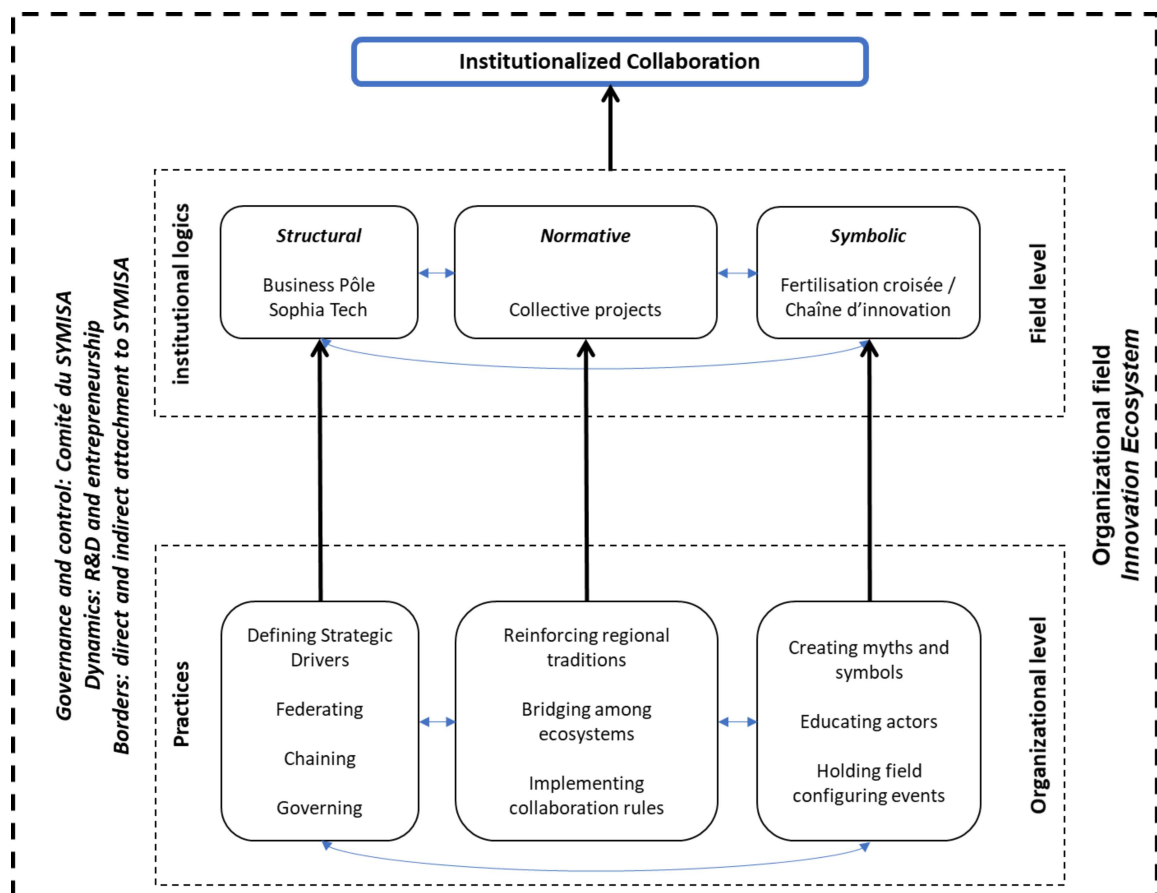 Institutionalized Collaboration
institutional logics
Structural
Business Pôle
Sophia Tech
Normative
Collective projects
Symbolic
Fertilisation croisée /
Chaîne d’innovation
Field level
Governance and control: Comité du SYMISA
Dynamics: R&D and entrepreneurship
Borders: direct and indirect attachment to SYMISA
Organizational field
Innovation Ecosystem
Practices
Defining Strategic
Drivers
Federating
Chaining
Governing
Reinforcing regional
traditions
Bridging among
ecosystems
Implementing
collaboration rules
Creating myths and
symbols
Educating actors
Holding field
configuring events
Organizational level